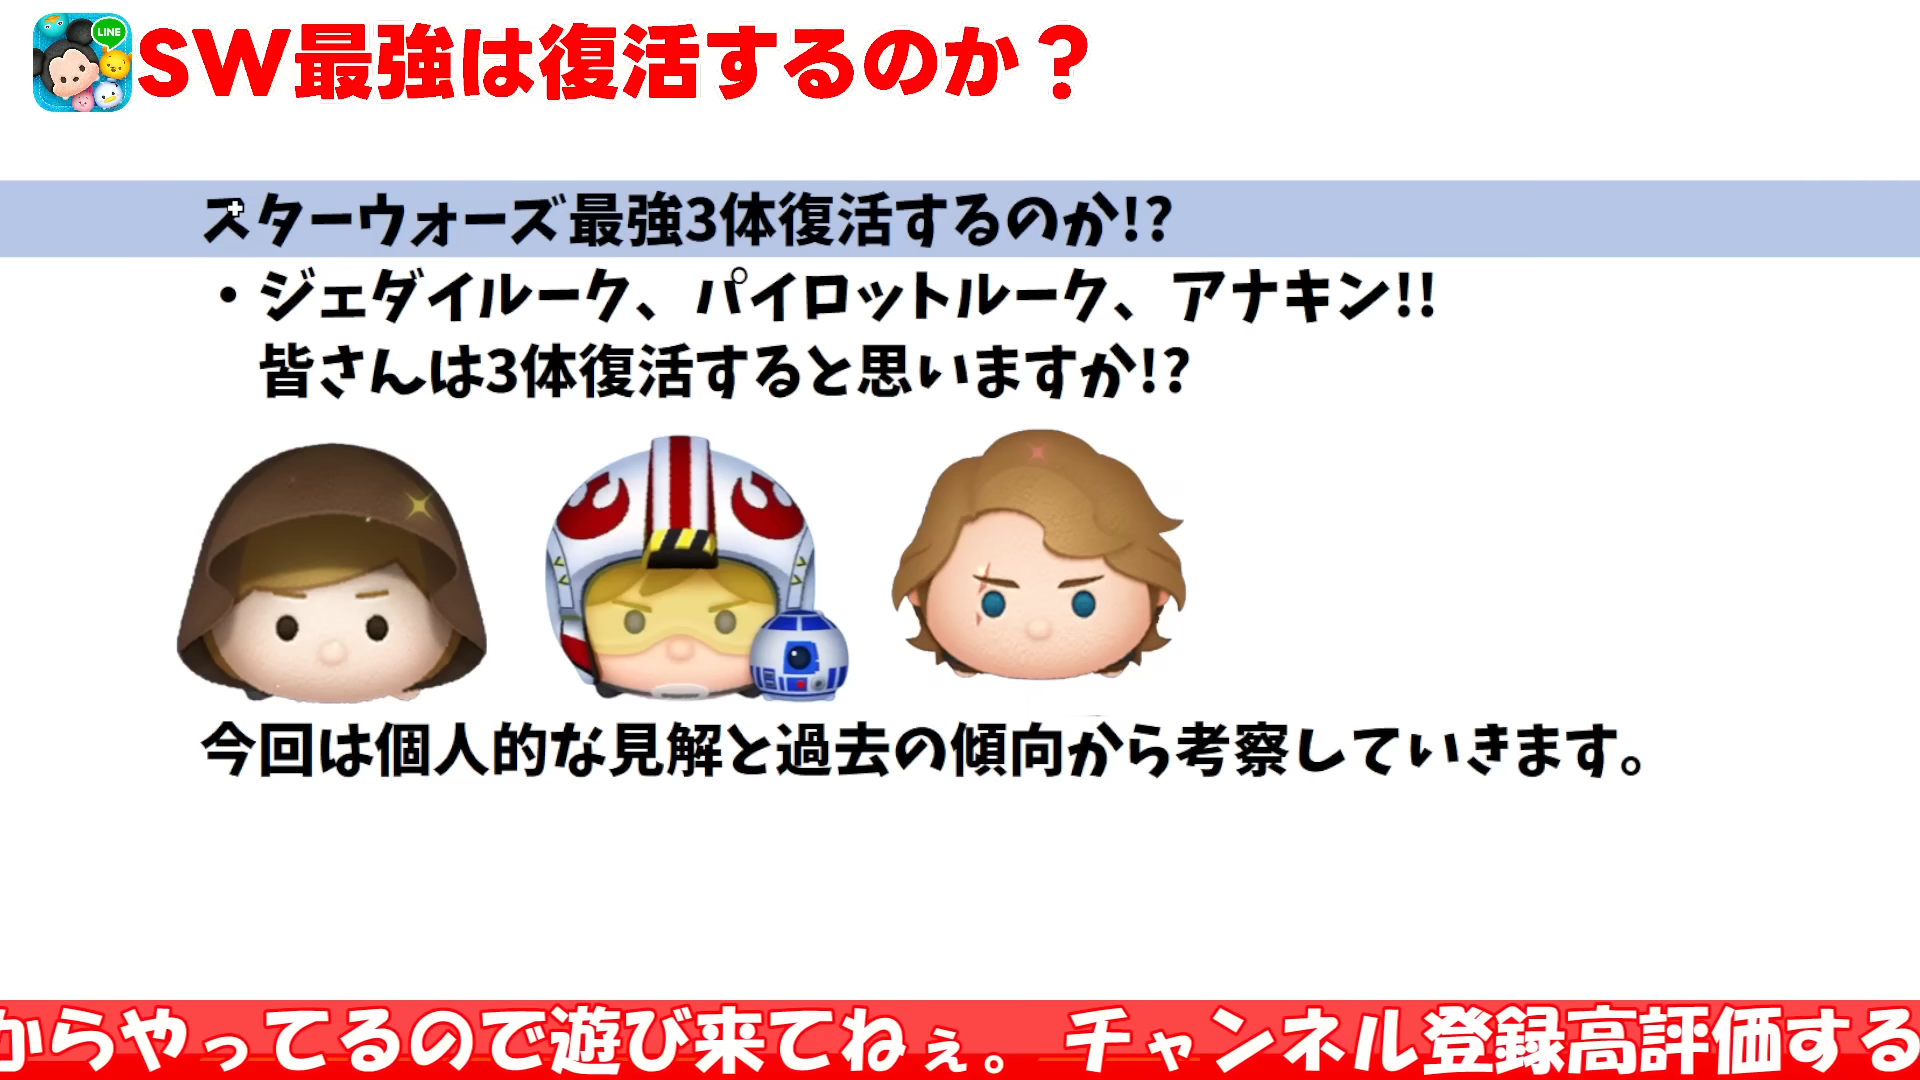 LINE
SW最強は復活するのか？
スターウォーズ最強3体復活するのか!?
・ジェダイルーク、パイロットルーク、アナキン!!
皆さんは3体復活すると思いますか!?
今回は個人的な見解と過去の傾向から考察していきます。
からやってるので遊び来てねぇ。 チャンネル登録高評価する